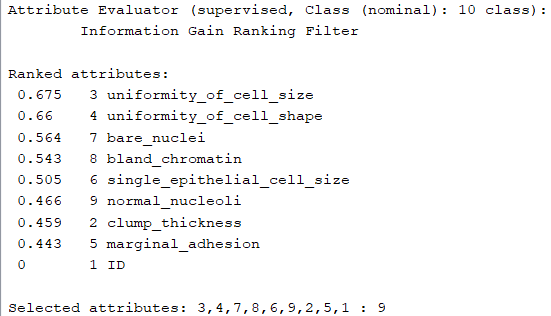 Attribute Evaluator (supervised, Class (nominal): 10 class):
Information Gain Ranking Filter
Ranked attributes:
0.675 3 uniformity_of_cell_size
0.66 4 uniformity_of_cell_shape
0.564 7 bare_nuclei
0.543 8 bland_chromatin
0.505 6 single_epithelial_cell_size
0.466 9 normal_nucleoli
0.459 2 clump_thickness
0.443 5 marginal_adhesion
0 1 ID
Selected attributes: 3,4,7,8,6,9,2,5,1 : 9